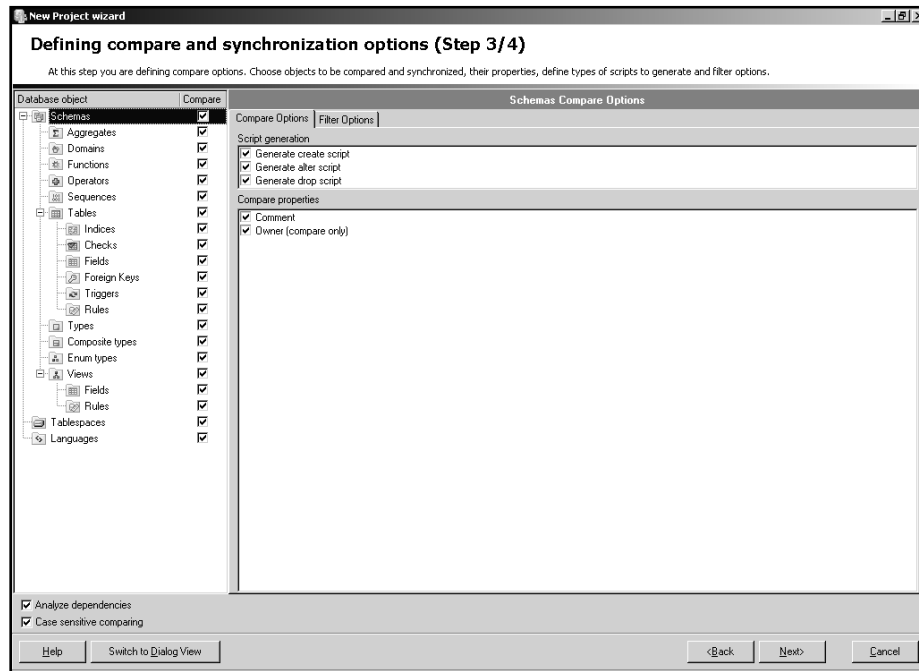 New Project wizard
Defining compare and synchronization options (Step 3/4)
At this step you are defining compare options. Choose objects to be compared and synchronized, their properties, define types of scripts to generate and filter options.
Database object Compare
Schemas Compare Options
Schemas
Compare Options Filter Options
Aggregates
Script generation
Domains
Generate create script
Functions
Generate alter script
Operators
Generate drop script
Sequences
Compare properties
Tables
Comment
Indices
Owner (compare only)
Checks
Fields
Foreign Keys
Triggers
Rules
Types
Composite types
Enum types
Views
Fields
Rules
Tablespaces
Languages
Analyze dependencies
Case sensitive comparing
Help Switch to Dialog View <Back Next> Cancel